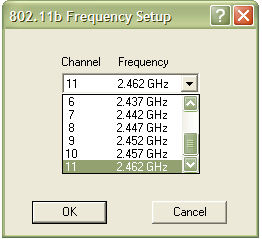 802.11b Frequency Setup
Channel Frequency
11 2.462 GHz
6 2.437 GHz
7 2.442 GHz
8 2.447 GHz
9 2.452 GHz
10 2.457 GHz
11 2.462 GHz
OK Cancel